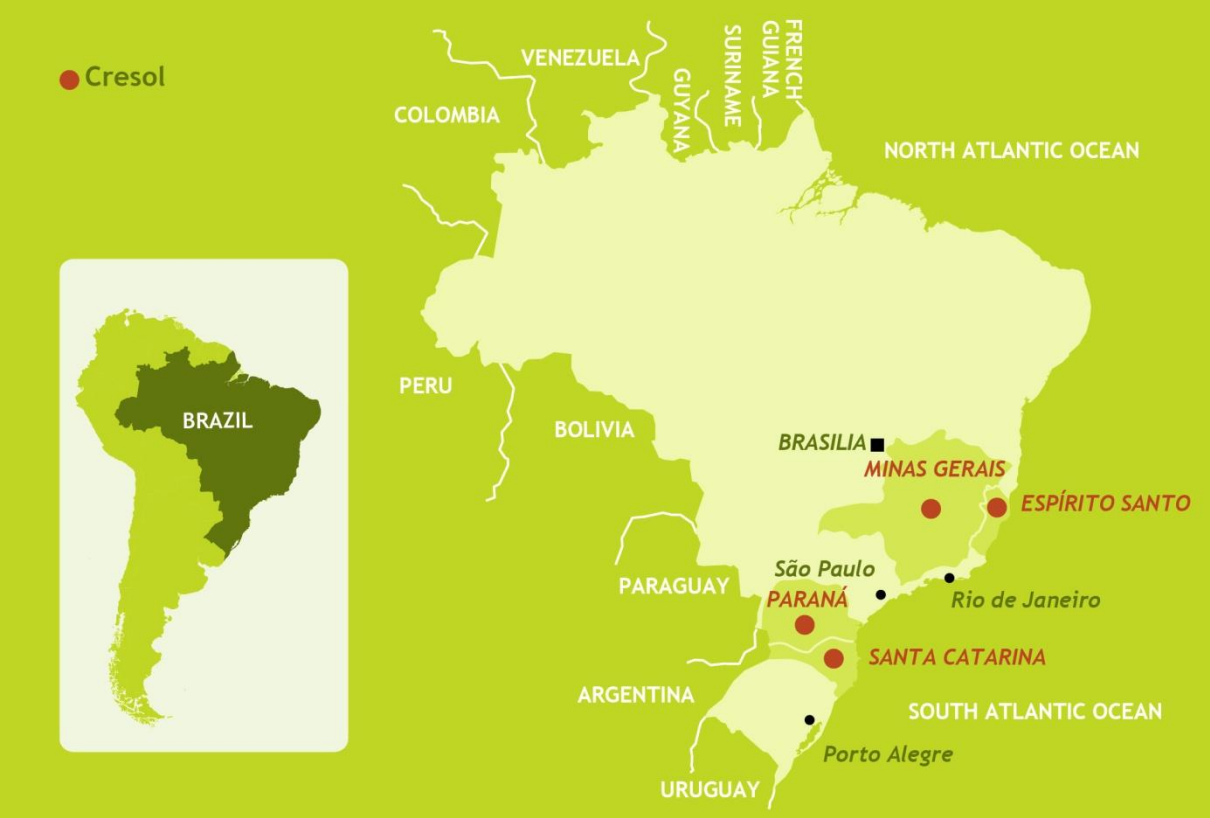 Cresol
VENEZUELA
COLOMBIA
GUYANA
SURINAME
FRENCH
GUIANA
NORTH ATLANTIC OCEAN
PERU
BOLIVIA
BRAZIL
BRASILIA
MINAS GERAIS
ESPÍRITO SANTO
São Paulo
PARAGUAY
PARANÁ
Rio de Janeiro
SANTA CATARINA
ARGENTINA
SOUTH ATLANTIC OCEAN
Porto Alegre
URUGUAY